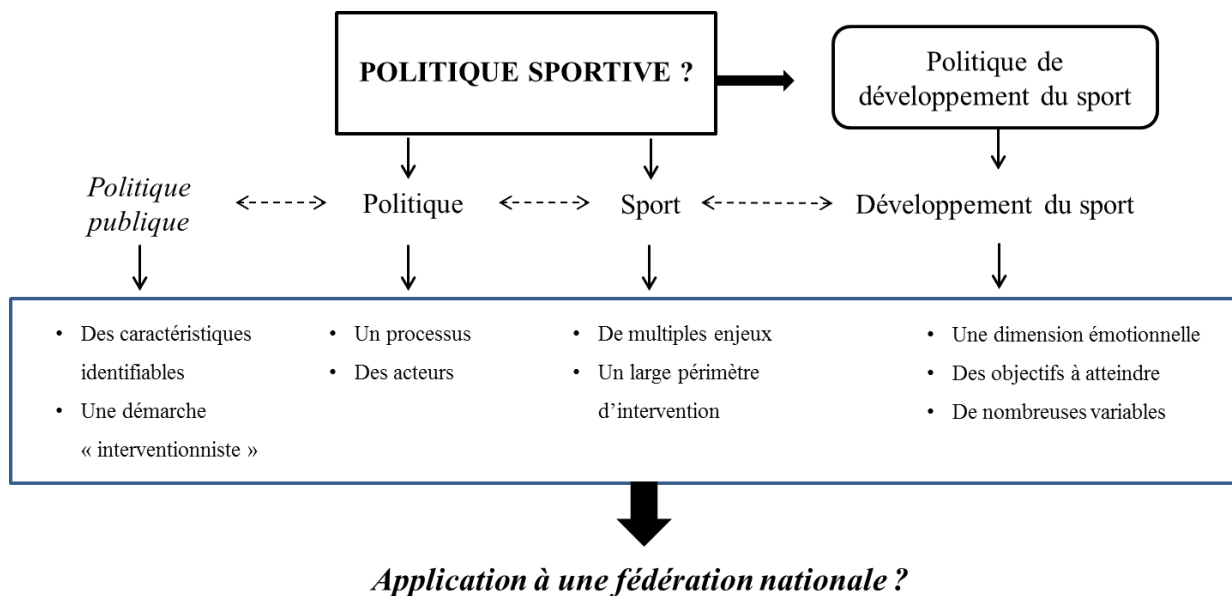 POLITIQUE SPORTIVE ?
Politique de
développement du sport
Politique
publique
Politique
Sport
Développement du sport
• Des caractéristiques
identifiables
• Une démarche
« interventionniste »
• Un processus
• Des acteurs
• De multiples enjeux
• Un large périmètre
d’intervention
• Une dimension émotionnelle
• Des objectifs à atteindre
• De nombreuses variables
Application à une fédération nationale ?